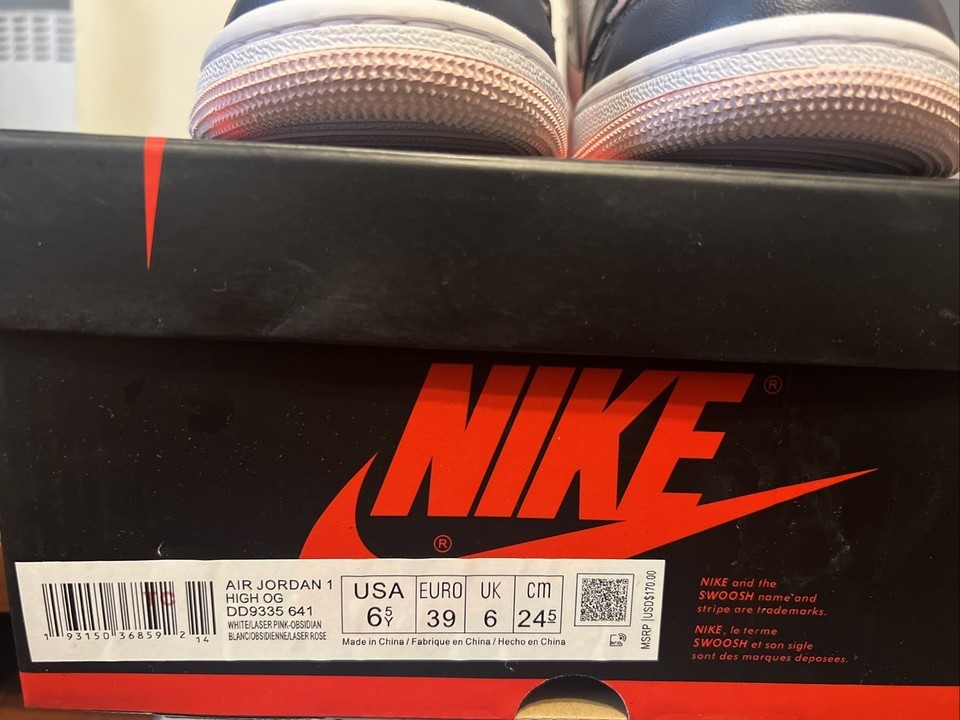 NIKE ®
®
AIR JORDAN 1
HIGH OG
DD9335 641
WHITE/LASER PINK-OBSIDIAN
BLANC/OBSIDIENNE/LASER ROSE
1 93150 36859 2 14
USA EURO UK CM
6 5 Y 39 6 24 5
Made in China / Fabrique en China / Hecho en China
MSRP |USD$170.00
NIKE and the
SWOOSH name and
stripe are trademarks.
NIKE, le terme
SWOOSH et son sigle
sont des marques déposées.